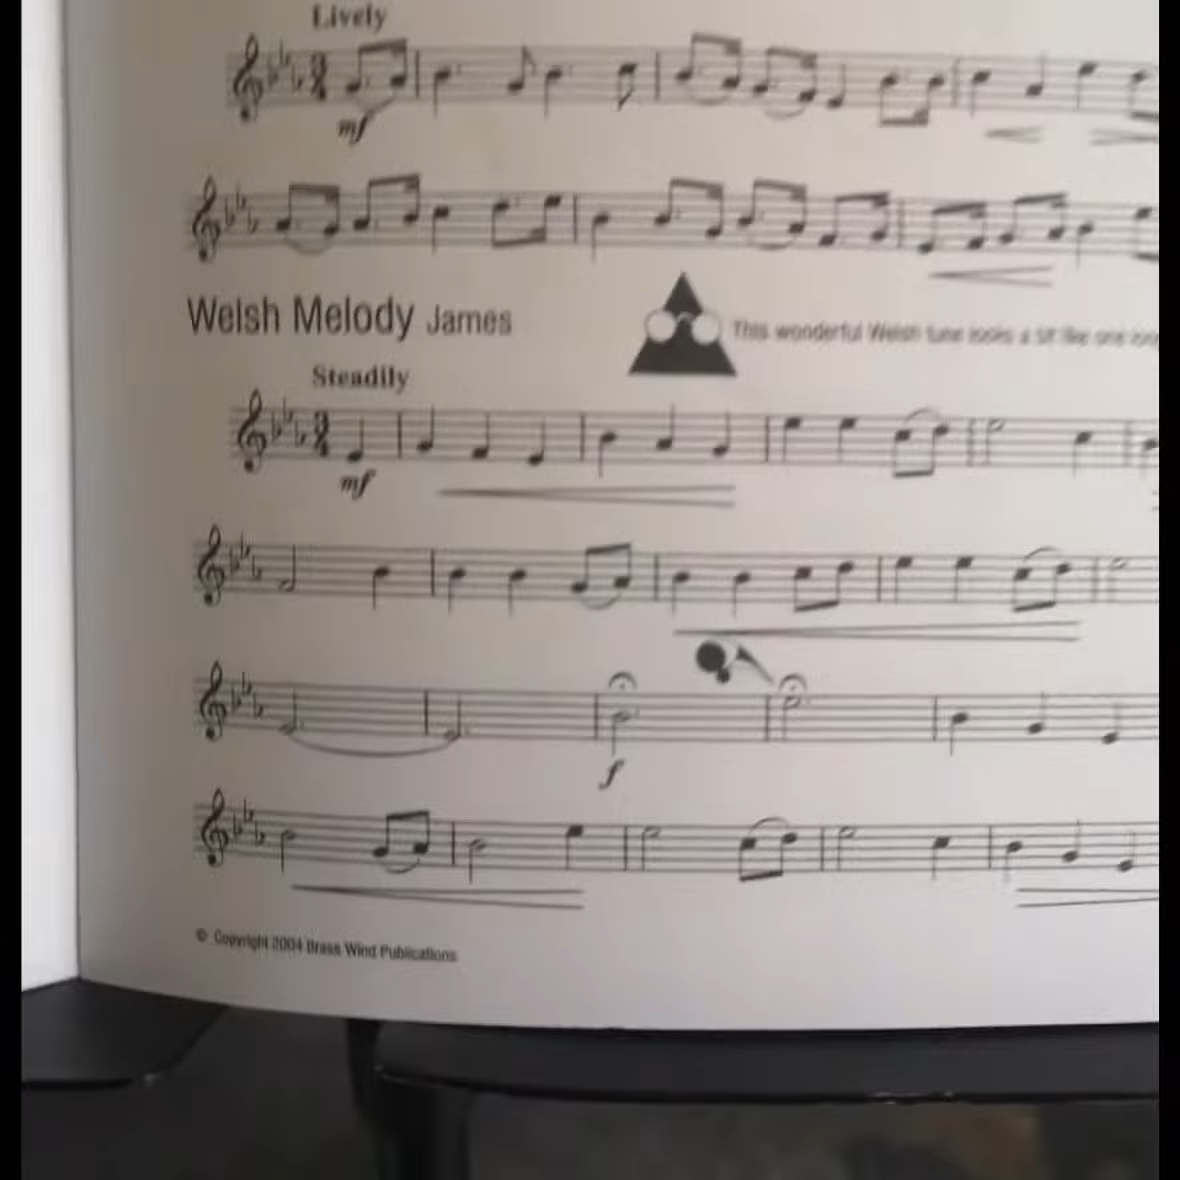 Lively
mf
Welsh Melody James
This wonderful Welsh tune looks a bit like one
Steadily
mf
f
© Copyright 2004 Brass Wind Publications